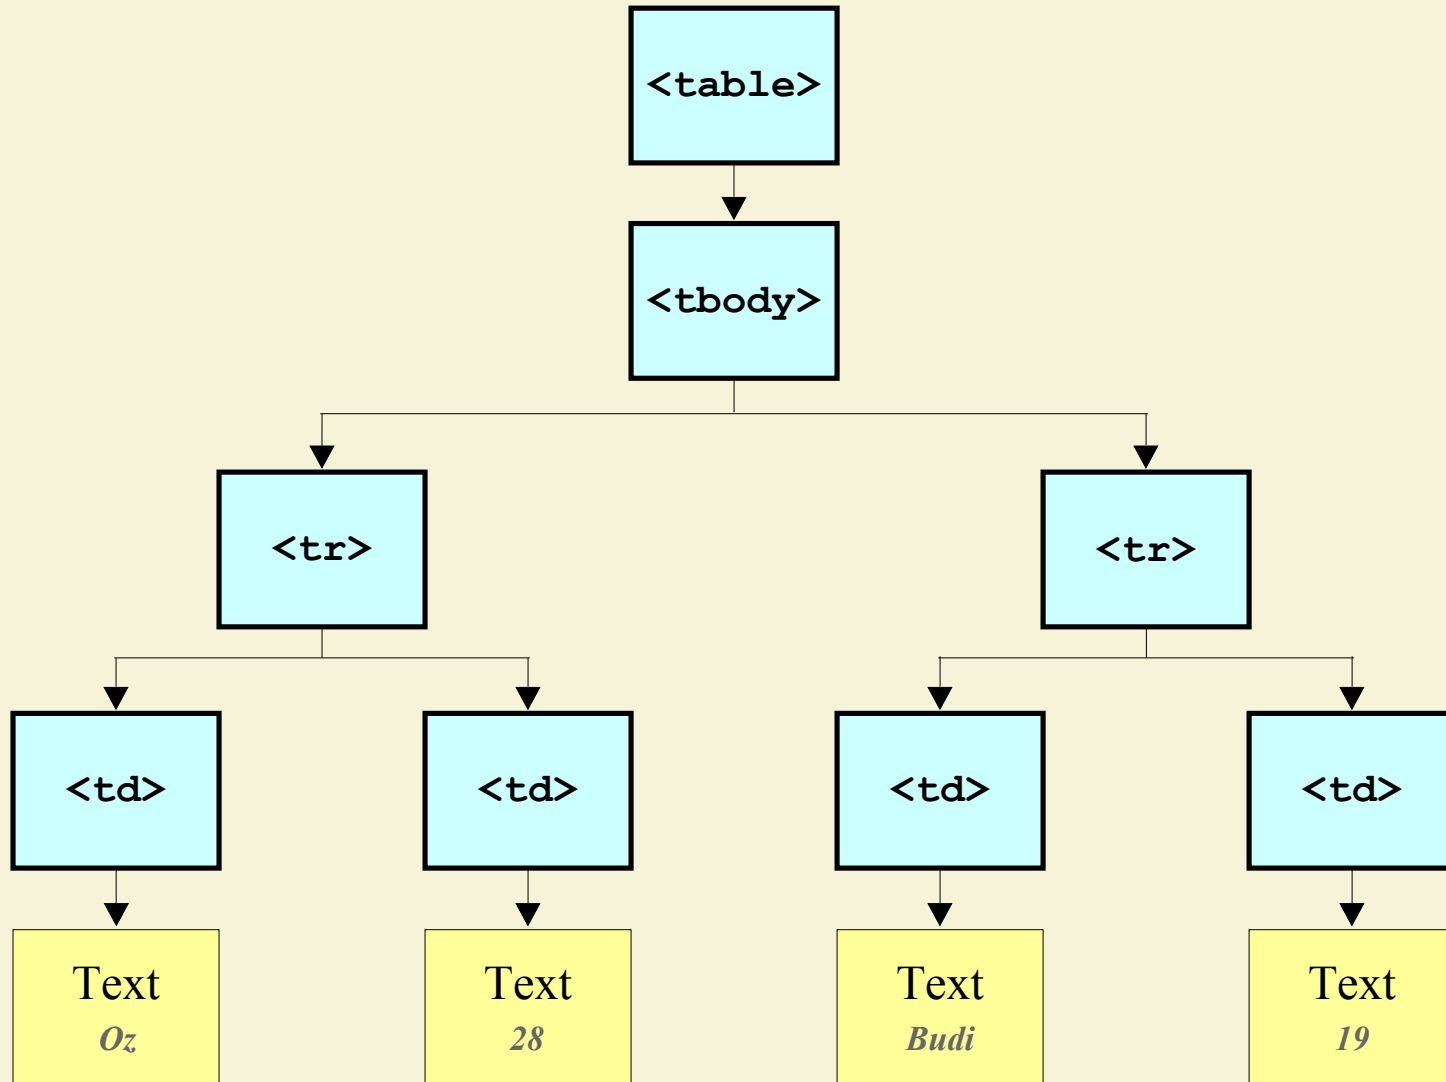 <table>
<tbody>
<tr>
<tr>
<td>
<td>
<td>
<td>
Text
Oz
Text
28
Text
Budi
Text
19